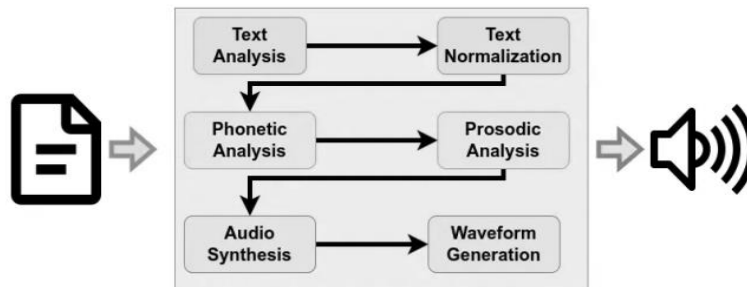 Text
Analysis
Text
Normalization
Phonetic
Analysis
Prosodic
Analysis
Audio
Synthesis
Waveform
Generation